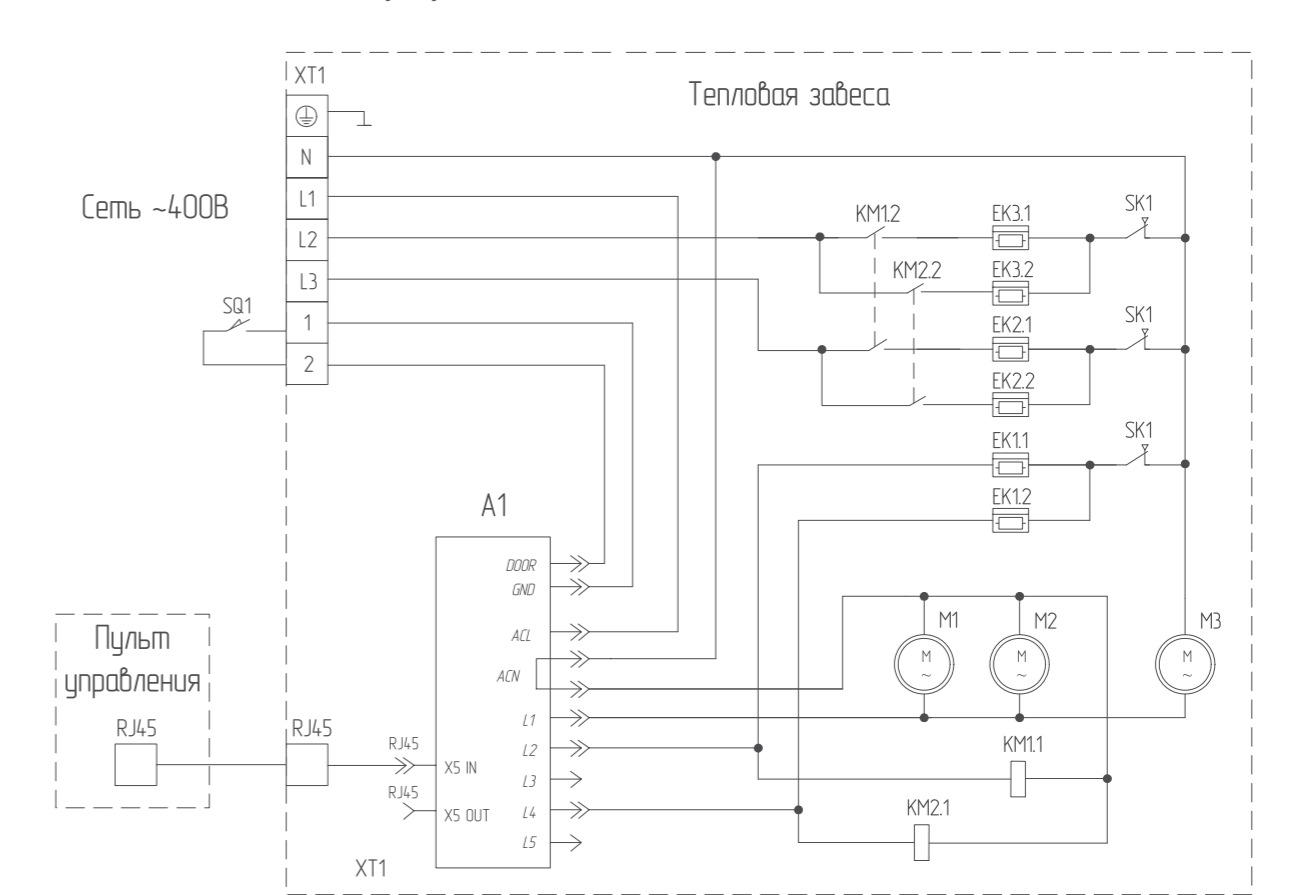 XT1
Тепловая завеса
N
L1
L2
L3
1
2
Сеть ~400В
SQ1
KM1.2
EK3.1
SK1
KM2.2
EK3.2
EK2.1
SK1
EK2.2
EK1.1
SK1
EK1.2
A1
DOOR
GND
ACL
ACN
L1
L2
L3
L4
L5
X5 IN
X5 OUT
RJ45
RJ45
Пульт
управления
RJ45
RJ45
M1
M
~
M2
M
~
M3
M
~
KM1.1
KM2.1
XT1